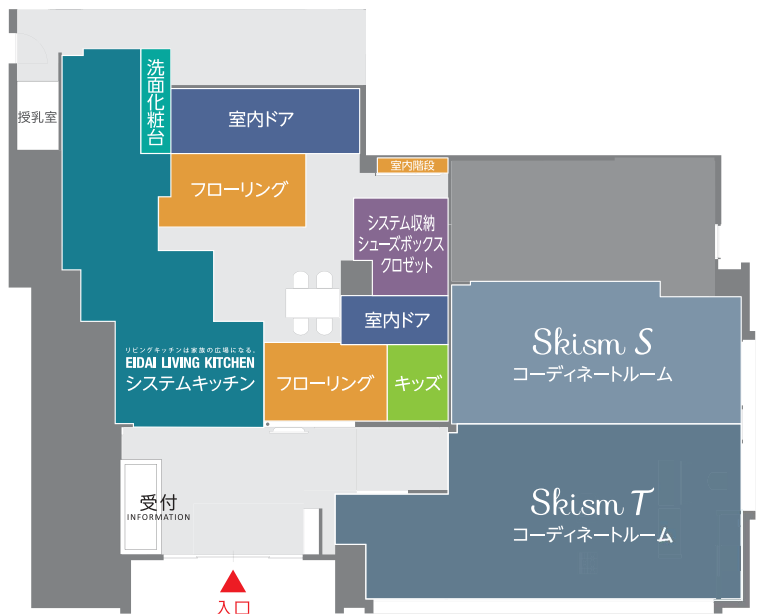 洗面化粧台
授乳室
室内ドア
室内階段
フローリング
システム収納
シューズボックス
クロゼット
室内ドア
リビングキッチンは家族の広場になる。
EIDAI LIVING KITCHEN
システムキッチン
フローリング
キッズ
Skism S
コーディネートルーム
Skism T
コーディネートルーム
受付
INFORMATION
入口